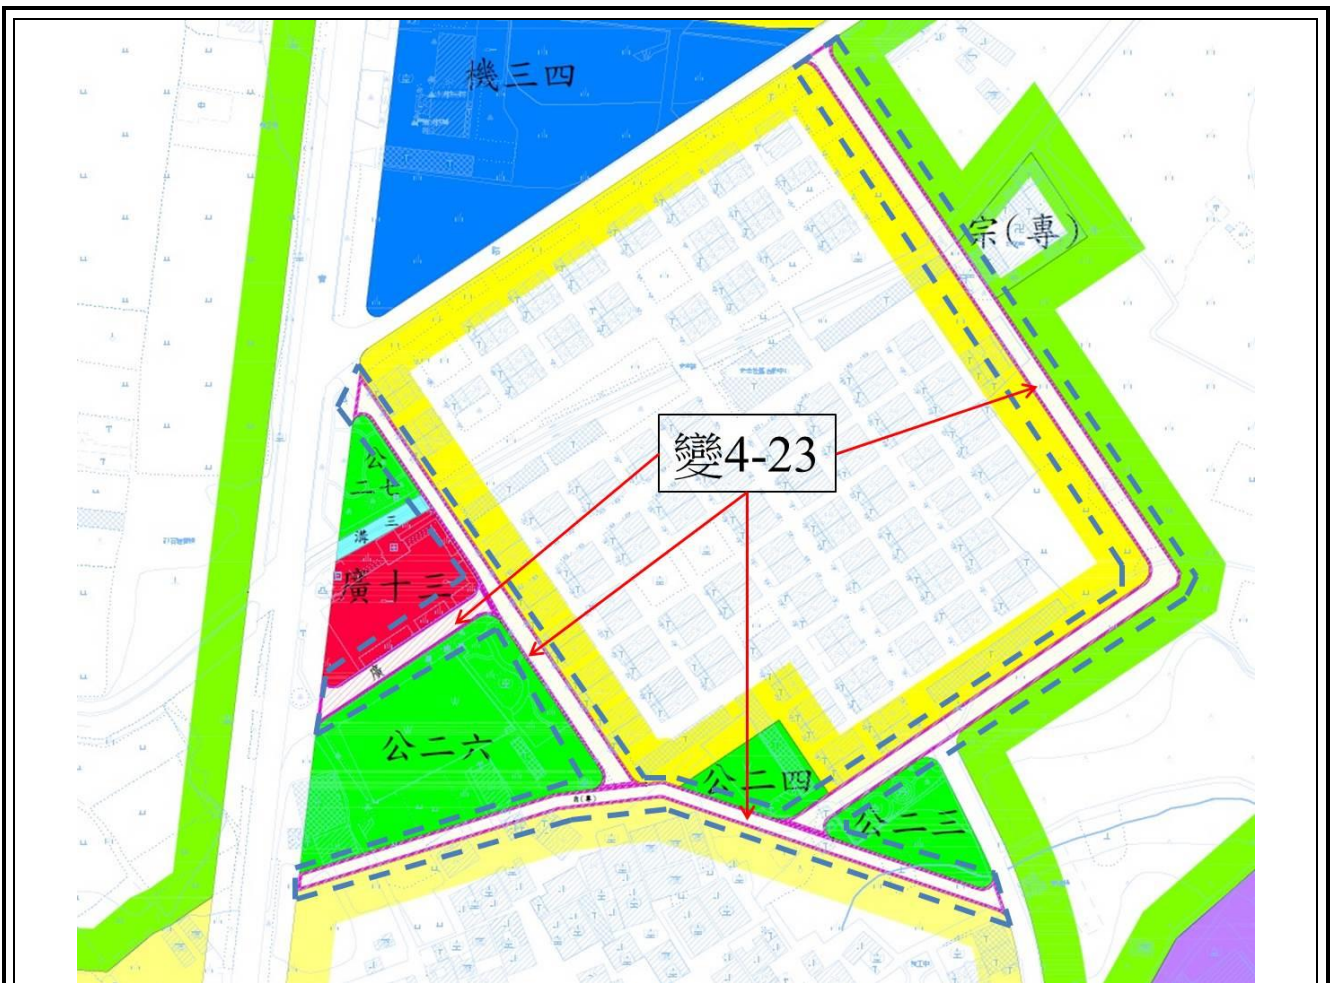 機三四
宗(專)
變4-23
公
二七
三
溝
廣十三
公二六
公二四
公二三